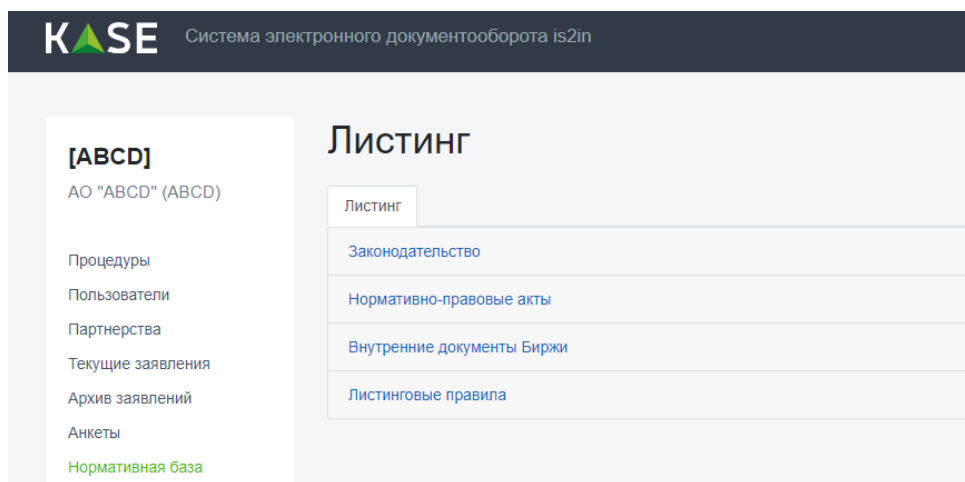 KASE Система электронного документооборота is2in
[ABCD]
АО "ABCD" (ABCD)
Процедуры
Пользователи
Партнерства
Текущие заявления
Архив заявлений
Анкеты
Нормативная база
Листинг
Листинг
Законодательство
Нормативно-правовые акты
Внутренние документы Биржи
Листинговые правила